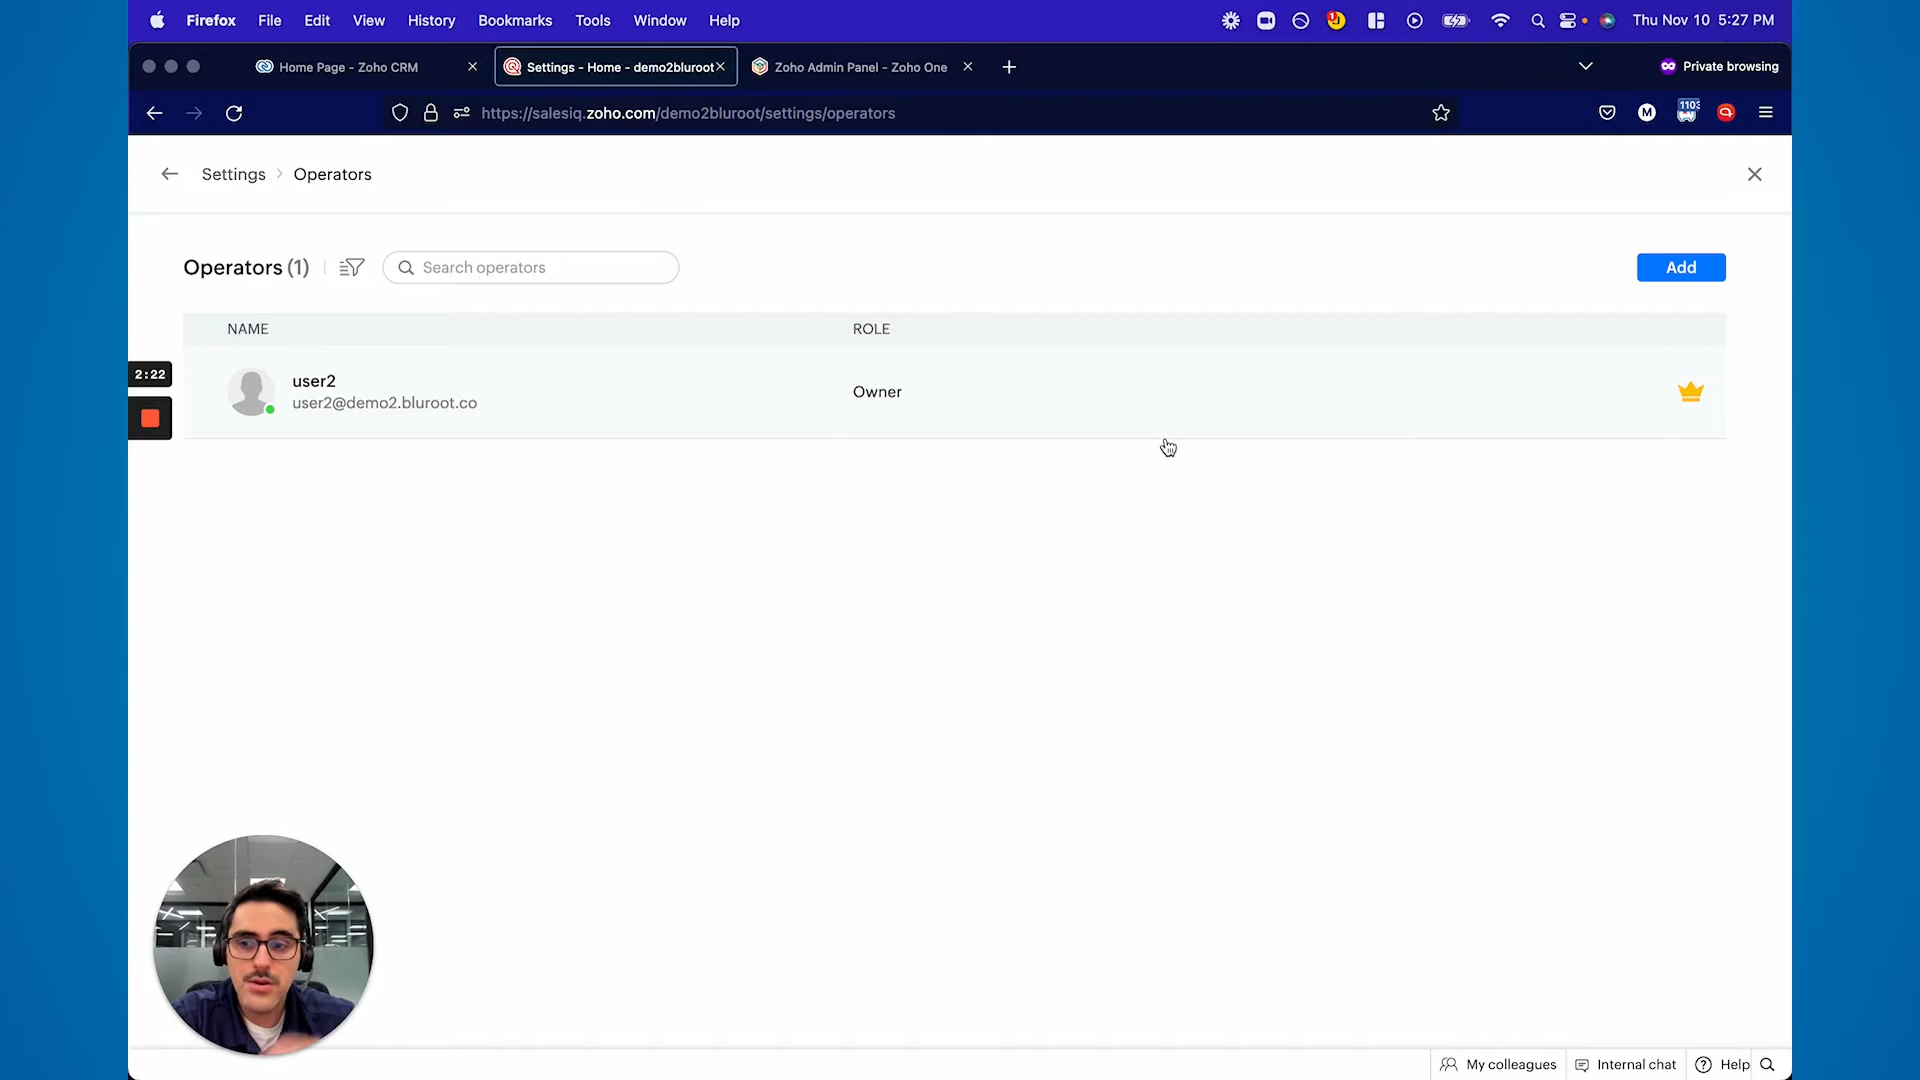 Firefox File Edit View History Bookmarks Tools Window Help Thu Nov 10 5:27 PM
Home Page - Zoho CRM Settings - Home - demo2bluroot Zoho Admin Panel - Zoho One Private browsing
https://salesiq.zoho.com/demo2bluroot/settings/operators M 1103
Settings > Operators
Operators (1) Search operators Add
NAME ROLE
2:22
user2
user2@demo2.bluroot.co
Owner
My colleagues Internal chat Help